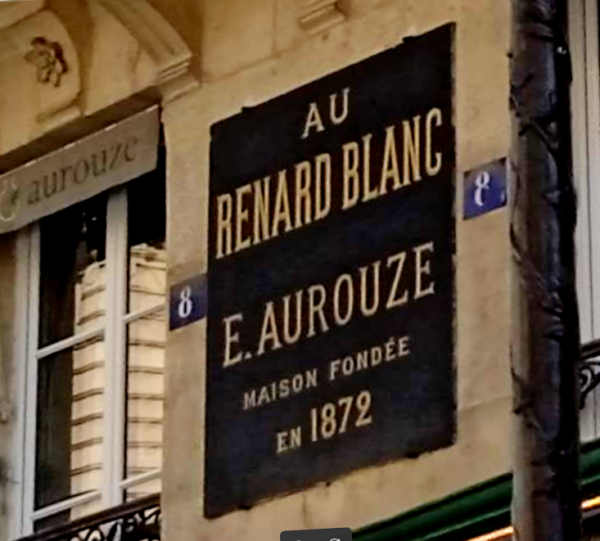 aurouze
AU
RENARD BLANC
8
8
E. AUROUZE
MAISON FONDÉE
EN 1872